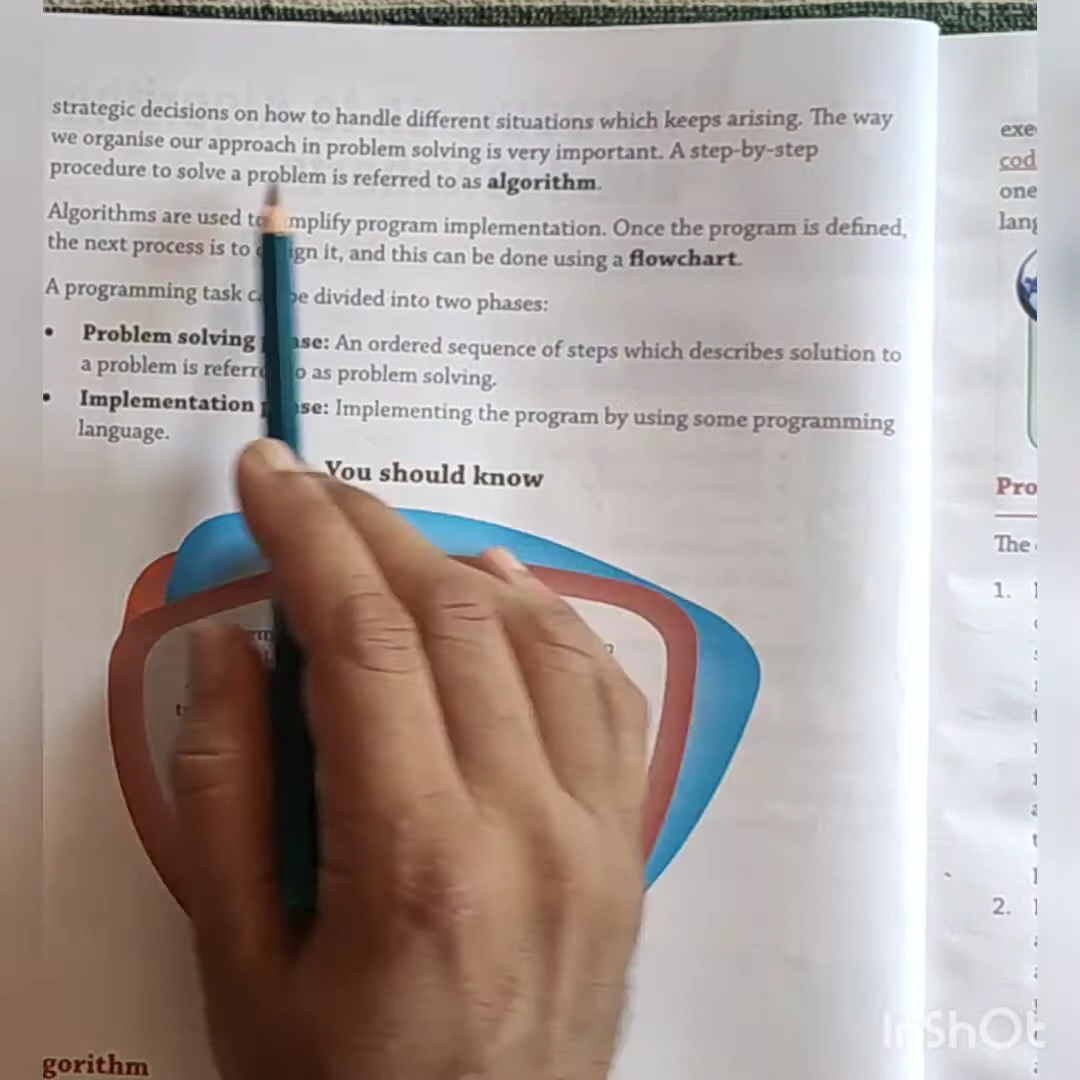 strategic decisions on how to handle different situations which keeps arising. The way
we organise our approach in problem solving is very important. A step-by-step
procedure to solve a problem is referred to as algorithm.
Algorithms are used to mplify program implementation. Once the program is defined,
the next process is to ign it, and this can be done using a flowchart.
A programming task be divided into two phases:
• Problem solving ase: An ordered sequence of steps which describes solution to
a problem is referre o as problem solving.
• Implementation se: Implementing the program by using some programming
language.
You should know
gorithm
exe
cod
one
lang
Pro
The
1.
2.
InShOt